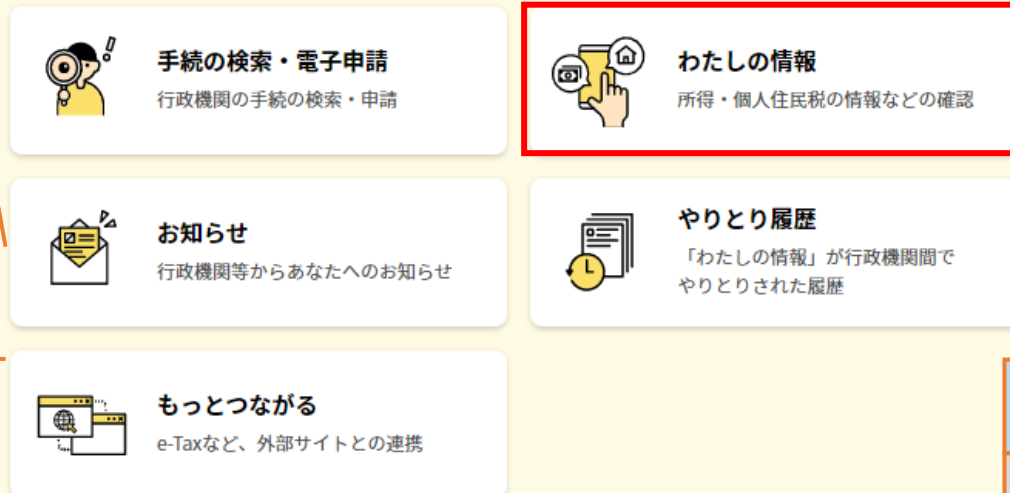 手続の検索・電子申請
行政機関の手続の検索・申請
わたしの情報
所得・個人住民税の情報などの確認
お知らせ
行政機関等からあなたへのお知らせ
やりとり履歴
「わたしの情報」が行政機関間で
やりとりされた履歴
もっとつながる
e-Taxなど、外部サイトとの連携